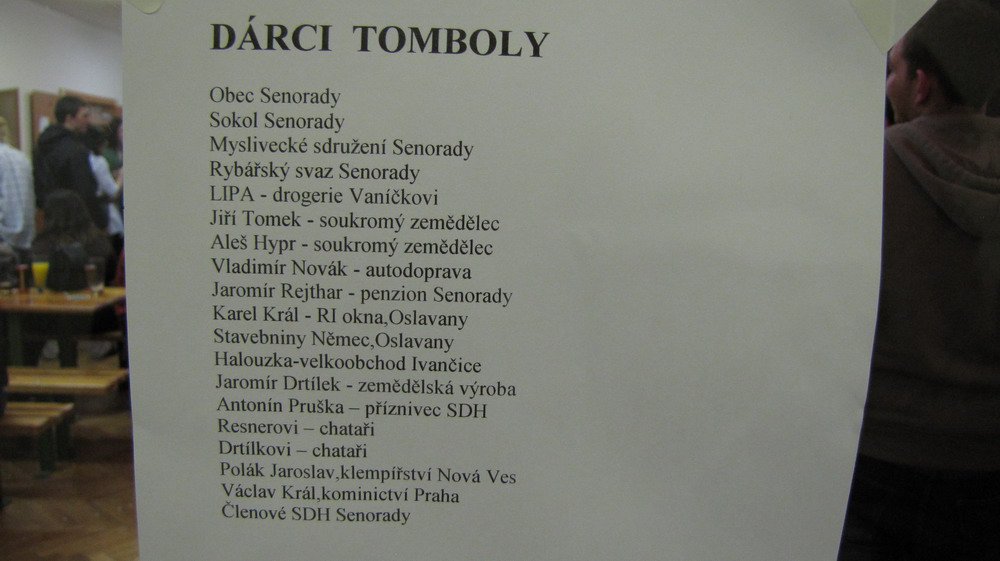 DÁRCI TOMBOLY
Obec Senorady
Sokol Senorady
Myslivecké sdružení Senorady
Rybářský svaz Senorady
LIPA - drogerie Vaníčkovi
Jiří Tomek - soukromý zemědělec
Aleš Hypr - soukromý zemědělec
Vladimír Novák - autodoprava
Jaromír Rejthar - penzion Senorady
Karel Král - RI okna,Oslavany
Stavebniny Němec,Oslavany
Halouzka-velkoobchod Ivančice
Jaromír Drtílek - zemědělská výroba
Antonín Pruška – příznivec SDH
Resnerovi – chataři
Drtílkovi – chataři
Polák Jaroslav,klempířství Nová Ves
Václav Král,kominictví Praha
Členové SDH Senorady